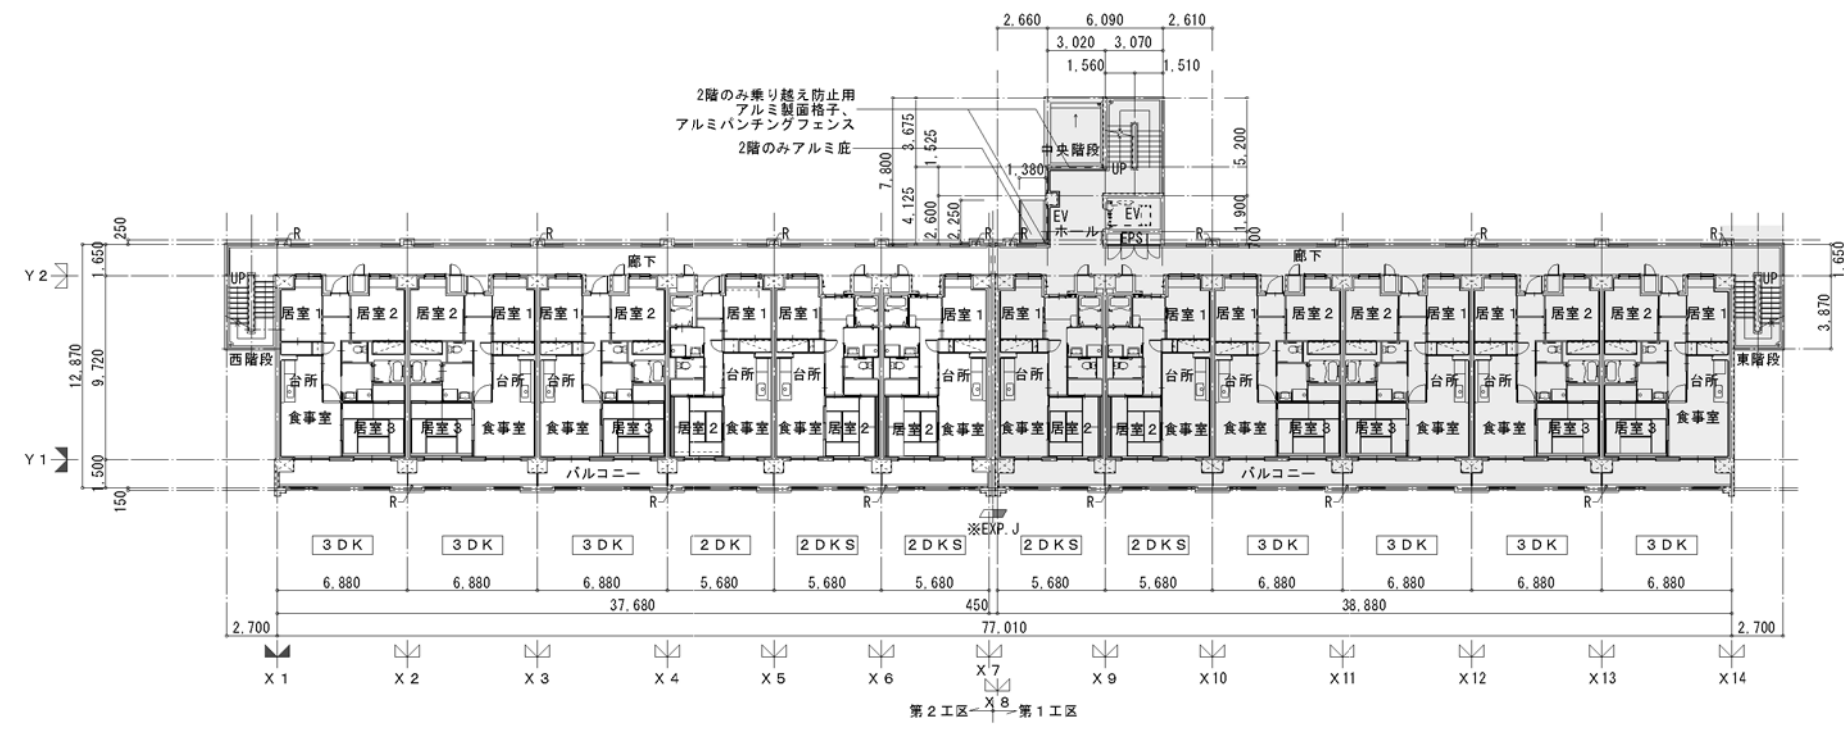 2,660 6,090 2,610
3,020 3,070
1,560 1,510
2階のみ乗り越え防止用
アルミ製面格子、
アルミパンチングフェンス
2階のみアルミ庇
7,800
3,675
4,125
1,525
2,600
2,250
1,380
中央階段
UP
EV
ホール
EV
EPS
5,200
1,900
700
250
1,650
12,870
9,720
1,500
150
Y2
Y1
R R R R R R R R R
廊下 廊下
1,650
3,870
UP UP
西階段 東階段
居室1 居室2 居室2 居室1 居室1 居室2 居室1 居室1 居室1 居室1 居室1 居室1 居室2 居室2 居室1 居室1 居室2 居室2 居室1
台所 台所 台所 台所 台所 台所 台所 台所 台所 台所 台所 台所
食事室 居室3 居室3 食事室 食事室 居室3 居室2 食事室 食事室 居室2 居室2 食事室 食事室 居室2 居室2 食事室 食事室 居室3 居室3 食事室 食事室 居室3 居室3 食事室
バルコニー バルコニー
R R R R R R
※EXP.J
3DK 3DK 3DK 2DK 2DKS 2DKS 2DKS 2DKS 3DK 3DK 3DK 3DK
6,880 6,880 6,880 5,680 5,680 5,680 5,680 5,680 6,880 6,880 6,880 6,880
37,680 450 38,880
2,700 77,010 2,700
X1 X2 X3 X4 X5 X6 X7 X9 X10 X11 X12 X13 X14
X8
第2工区 第1工区